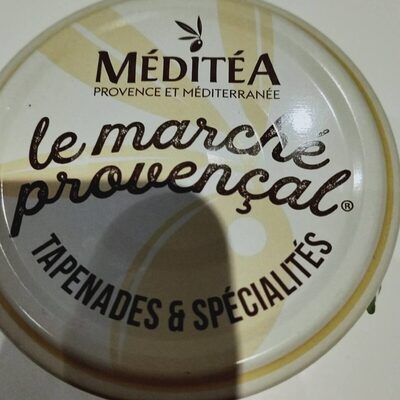 MÉDITÉA
PROVENCE ET MÉDITERRANÉE
le marché
provençal®
TAPENADES & SPÉCIALITÉS